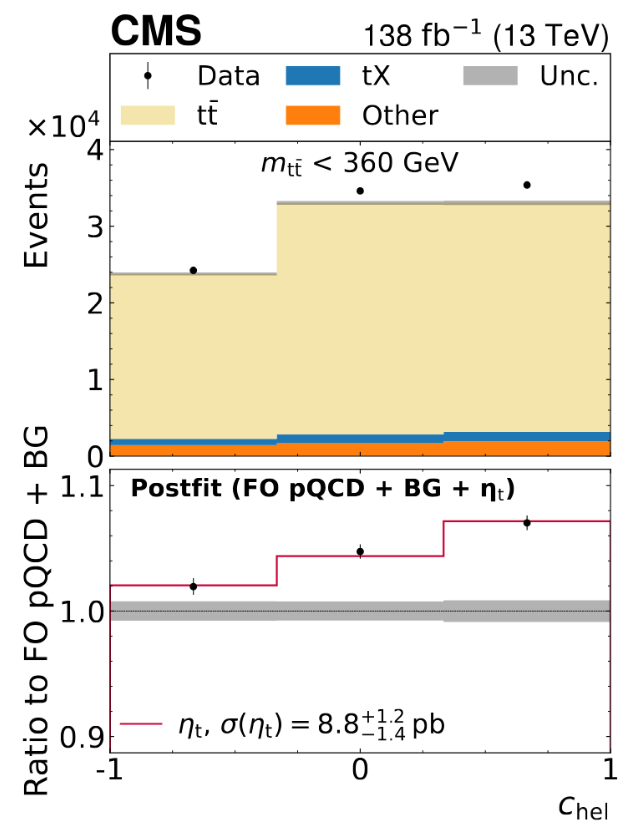 CMS 138 fb⁻¹ (13 TeV)
Data tX Unc.
tt̄ Other
×10⁴
m_tt̄ < 360 GeV
4
3
2
1
0
Events
Postfit (FO pQCD + BG + η_t)
1.1
1.0
0.9
Ratio to FO pQCD + BG
η_t, σ(η_t) = 8.8 +1.2 −1.4 pb
-1 0 1
c_hel